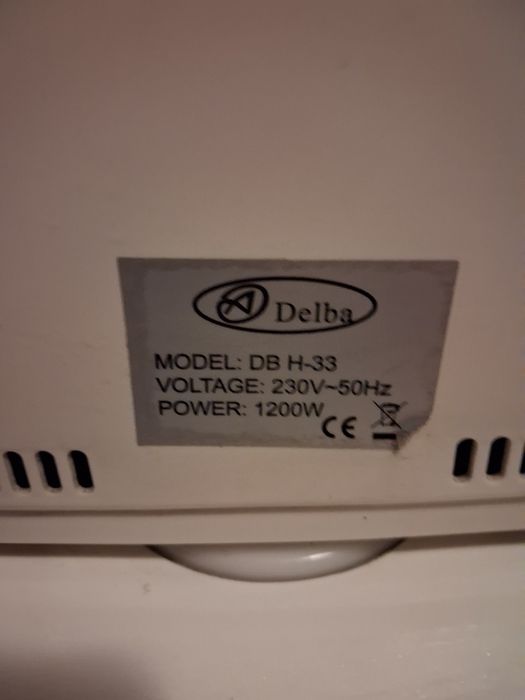 Delba
MODEL: DB H-33
VOLTAGE: 230V~50Hz
POWER: 1200W
CE